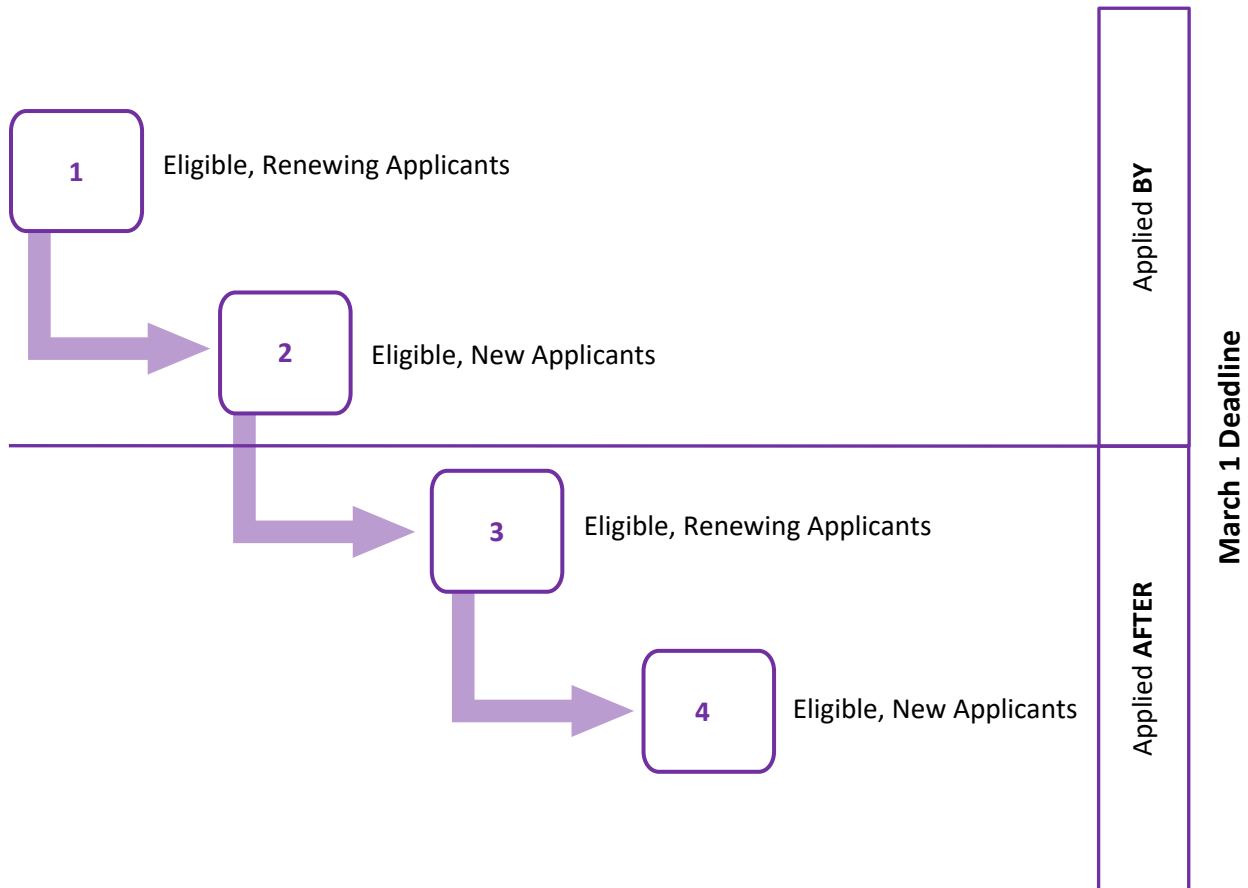 1
Eligible, Renewing Applicants
2
Eligible, New Applicants
Applied BY
3
Eligible, Renewing Applicants
4
Eligible, New Applicants
Applied AFTER
March 1 Deadline